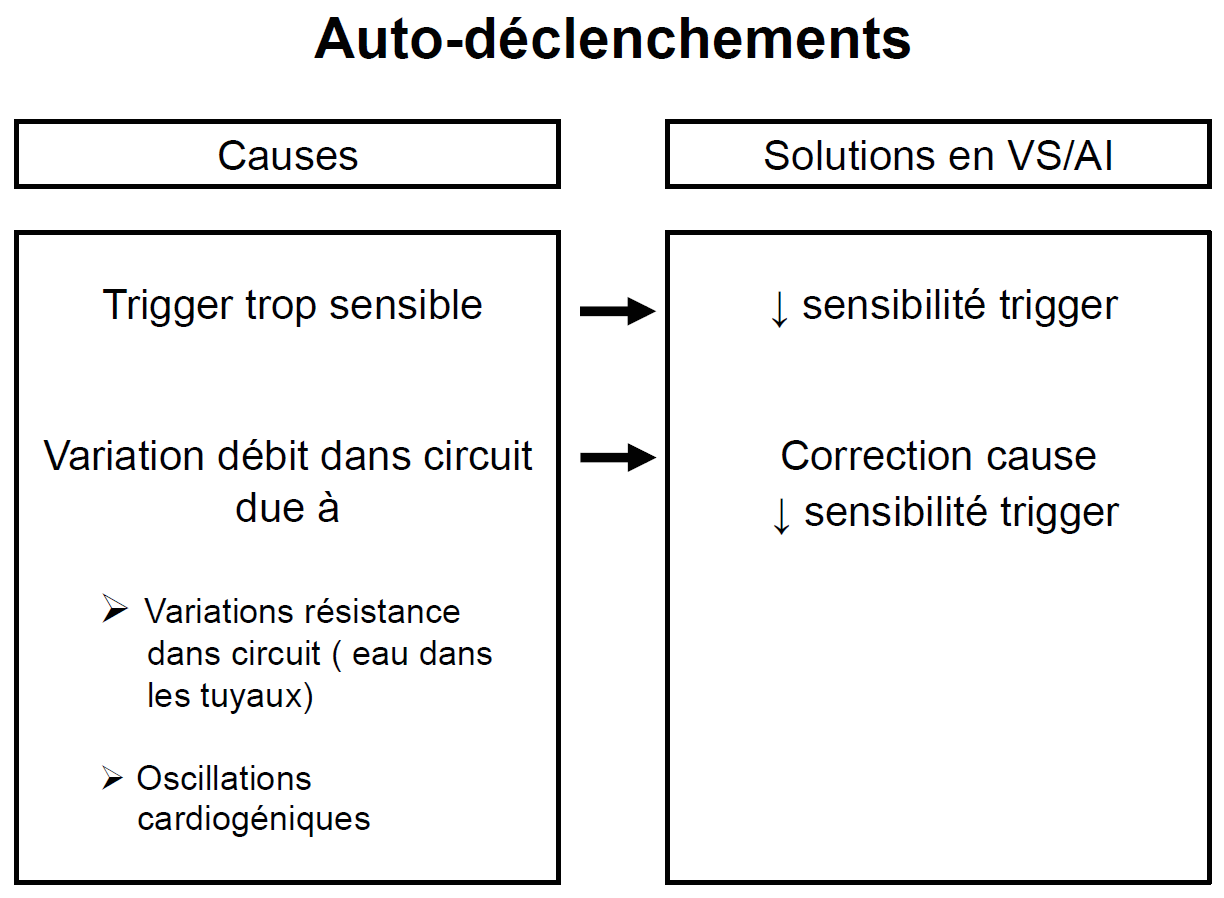 Auto-déclenchements
Causes
Solutions en VS/AI
Trigger trop sensible
↓ sensibilité trigger
Variation débit dans circuit
due à
Correction cause
↓ sensibilité trigger
➢ Variations résistance
dans circuit ( eau dans
les tuyaux)
➢ Oscillations
cardiogéniques